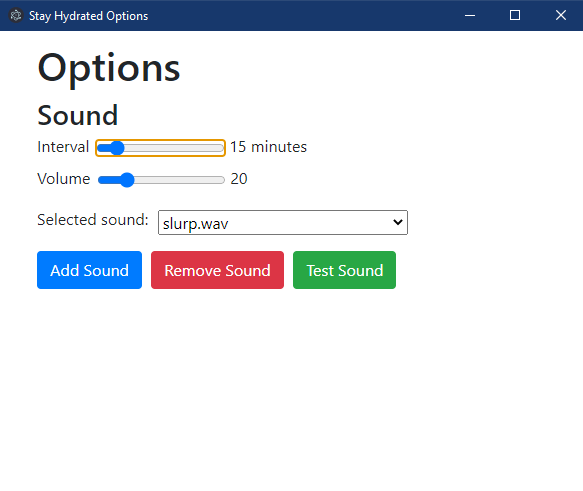 Stay Hydrated Options
Options
Sound
Interval 15 minutes
Volume 20
Selected sound: slurp.wav
Add Sound Remove Sound Test Sound